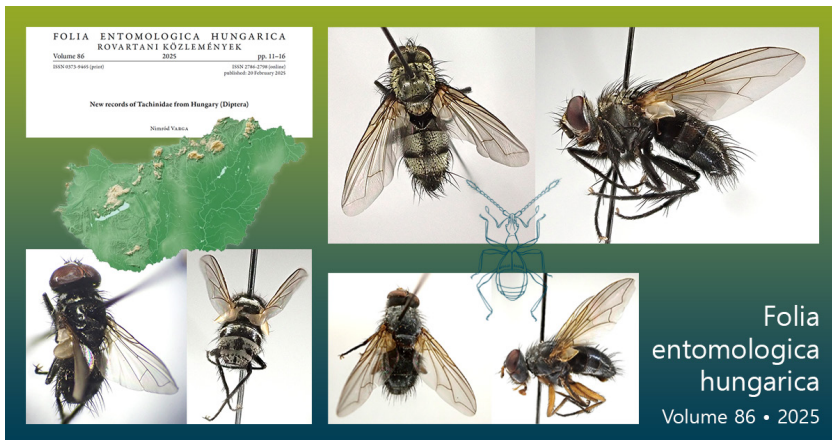 FOLIA ENTOMOLOGICA HUNGARICA
ROVARTANI KÖZLEMÉNYEK
Volume 86 2025 pp. 11–16
ISSN 0373-9465 (print) ISSN 2786-2798 (online)
published: 20 February 2025
New records of Tachinidae from Hungary (Diptera)
Nimród Varga
Folia
entomologica
hungarica
Volume 86 • 2025